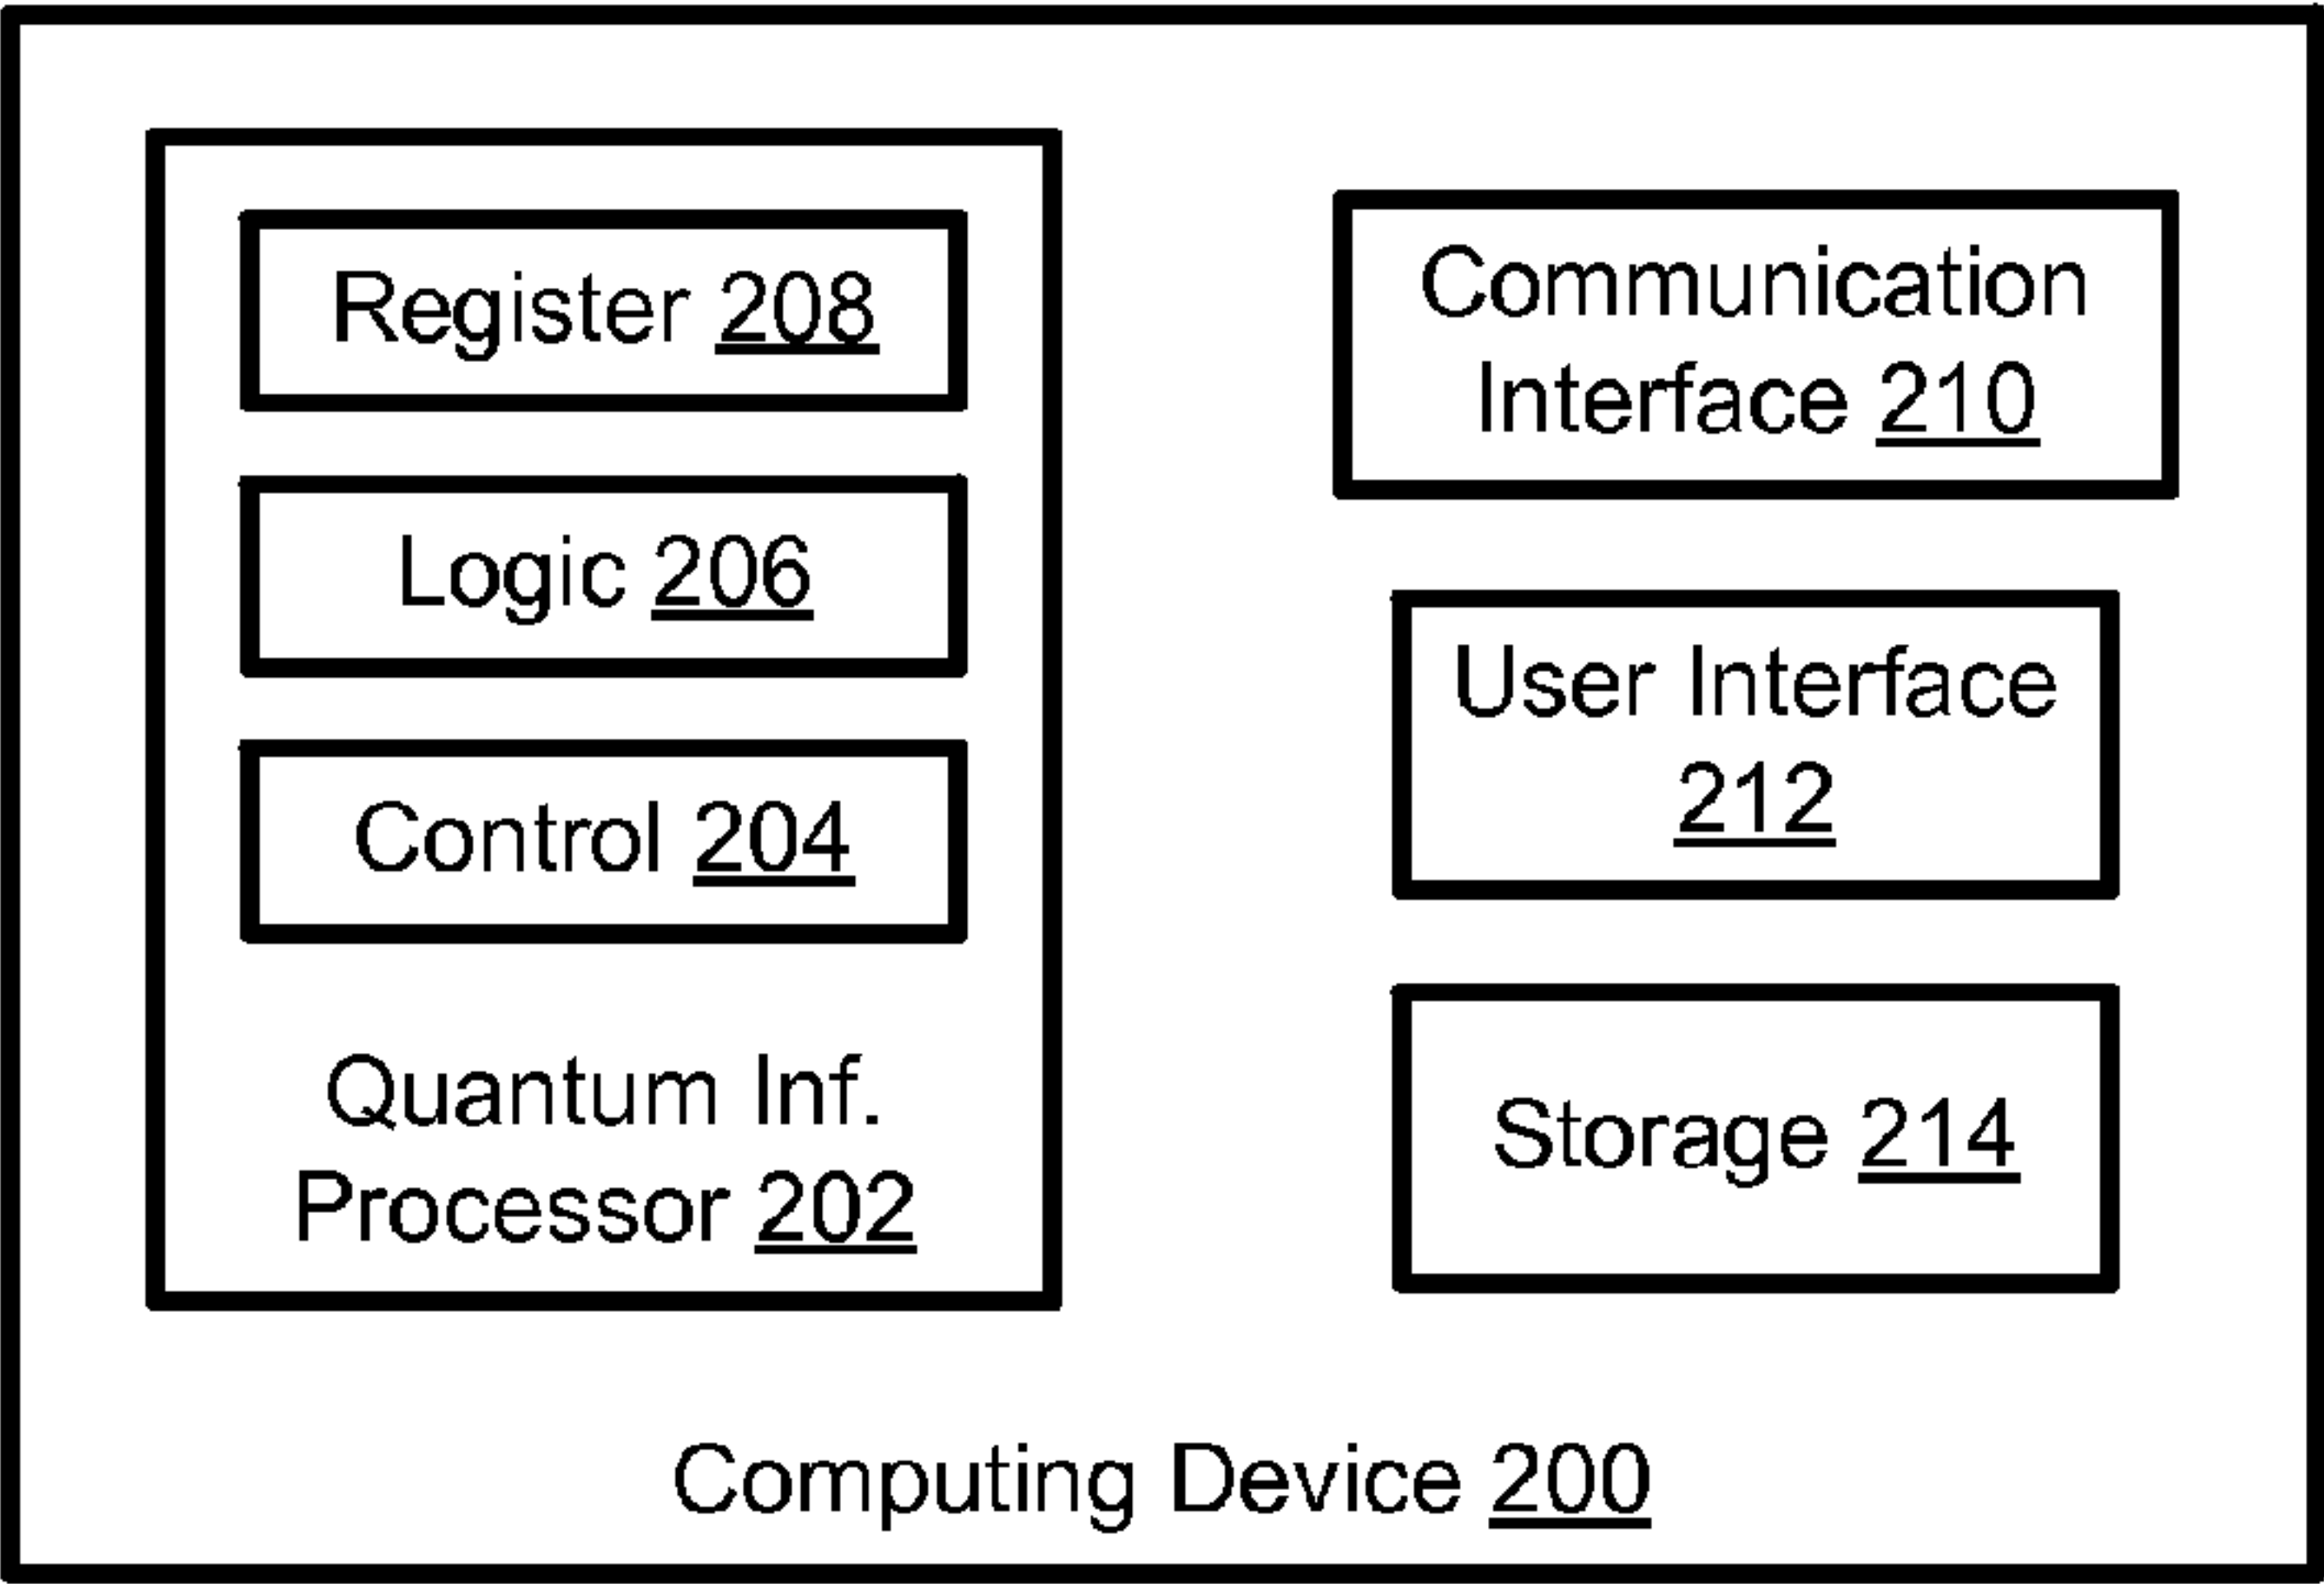 Register 208
Logic 206
Control 204
Quantum Inf.
Processor 202
Communication
Interface 210
User Interface
212
Storage 214
Computing Device 200